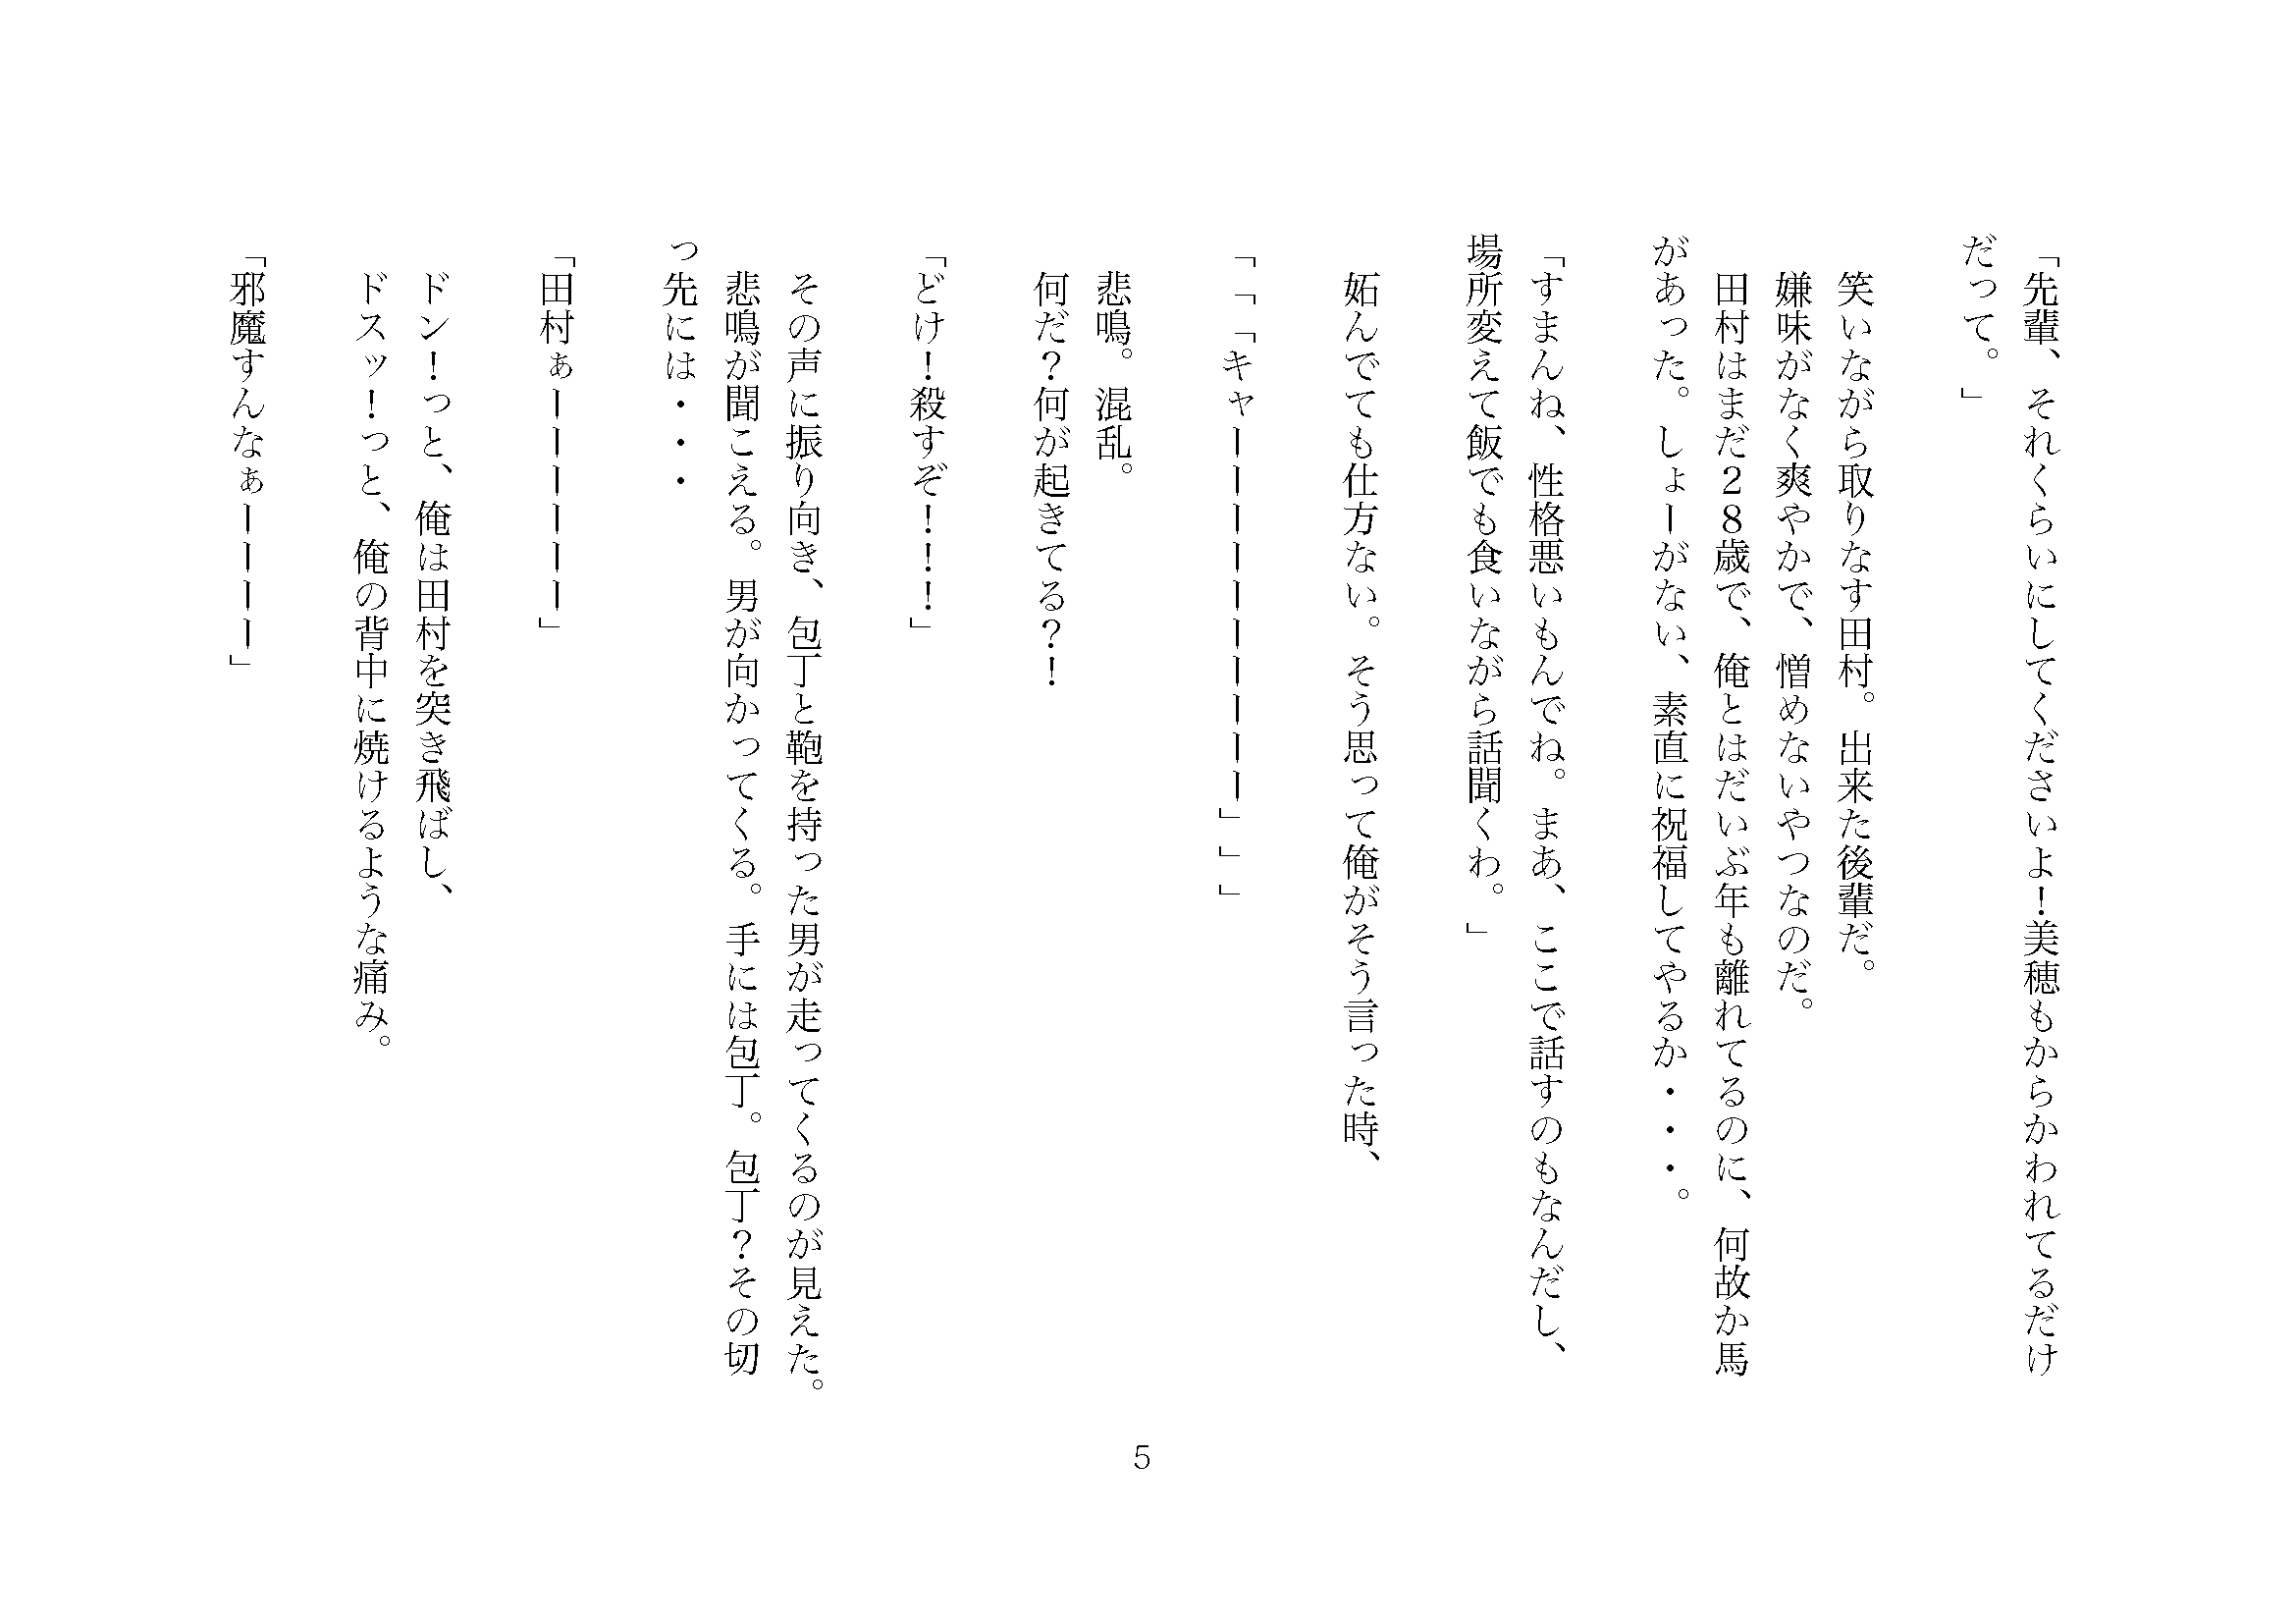 「先輩、それくらいにしてくださいよ！美穂もからかわれてるだけ
だって。」
笑いながら取りなす田村。出来た後輩だ。
嫌味がなく爽やかで、憎めないやつなのだ。
田村はまだ２８歳で、俺とはだいぶ年も離れてるのに、何故か馬
があった。しょーがない、素直に祝福してやるか・・・。
「すまんね、性格悪いもんでね。まあ、ここで話すのもなんだし、
場所変えて飯でも食いながら話聞くわ。」
妬んでても仕方ない。そう思って俺がそう言った時、
「「「キャーーーーーーーーーー」」」
悲鳴。混乱。
何だ？何が起きてる？！
「どけ！殺すぞ！！！」
その声に振り向き、包丁と鞄を持った男が走ってくるのが見えた。
悲鳴が聞こえる。男が向かってくる。手には包丁。包丁？その切
っ先には・・・
「田村ぁーーーーーー」
ドン！っと、俺は田村を突き飛ばし、
ドスッ！っと、俺の背中に焼けるような痛み。
「邪魔すんなぁーーーー」
5